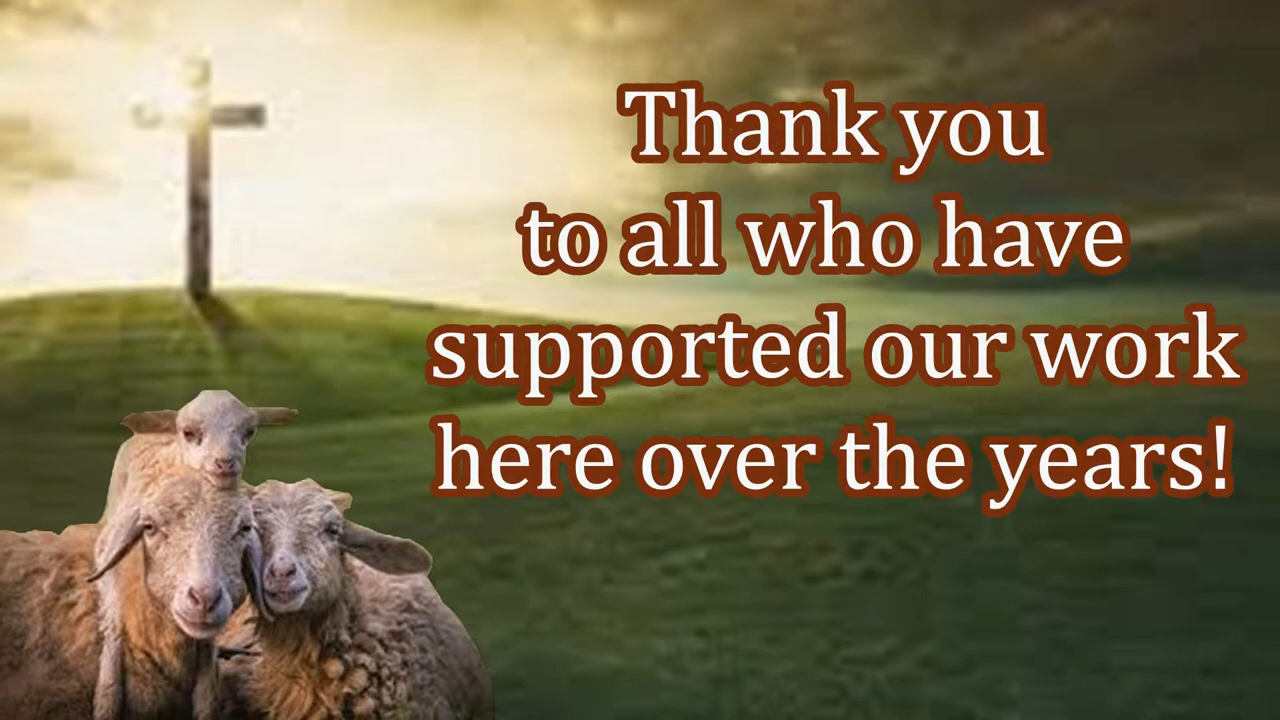 Thank you
to all who have
supported our work
here over the years!